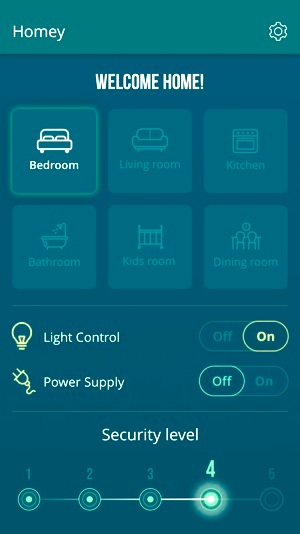 Homey
WELCOME HOME!
Bedroom Living room Kitchen
Bathroom Kids room Dining room
Light Control Off On
Power Supply Off On
Security level
1 2 3 4 5